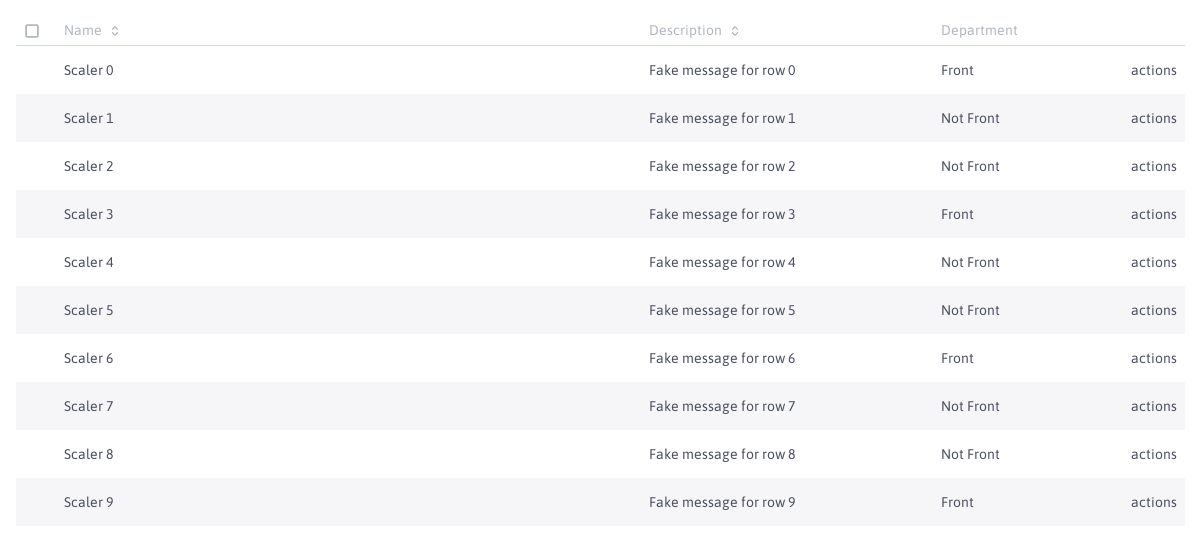 Name Description Department
Scaler 0 Fake message for row 0 Front actions
Scaler 1 Fake message for row 1 Not Front actions
Scaler 2 Fake message for row 2 Not Front actions
Scaler 3 Fake message for row 3 Front actions
Scaler 4 Fake message for row 4 Not Front actions
Scaler 5 Fake message for row 5 Not Front actions
Scaler 6 Fake message for row 6 Front actions
Scaler 7 Fake message for row 7 Not Front actions
Scaler 8 Fake message for row 8 Not Front actions
Scaler 9 Fake message for row 9 Front actions